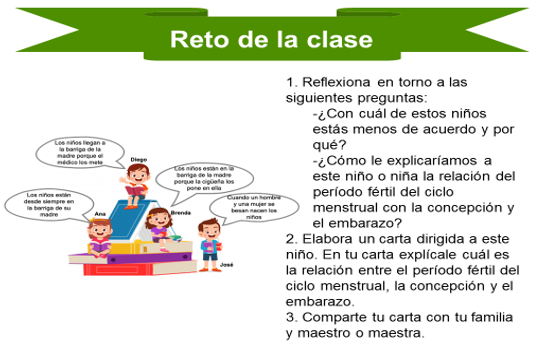 Reto de la clase
Los niños llegan a
la barriga de la
madre porque el
médico los mete
Diego
Los niños están en la
barriga de la madre
porque la cigüeña los
pone en ella
Los niños están
desde siempre en
la barriga de su
madre
Ana
Brenda
Cuando un hombre
y una mujer se
besan nacen los
niños
José
1. Reflexiona en torno a las
siguientes preguntas:
-¿Con cuál de estos niños
estás menos de acuerdo y por
qué?
-¿Cómo le explicaríamos a
este niño o niña la relación del
período fértil del ciclo
menstrual con la concepción y
el embarazo?
2. Elabora un carta dirigida a este
niño. En tu carta explícale cuál es
la relación entre el período fértil del
ciclo menstrual, la concepción y el
embarazo.
3. Comparte tu carta con tu familia
y maestro o maestra.